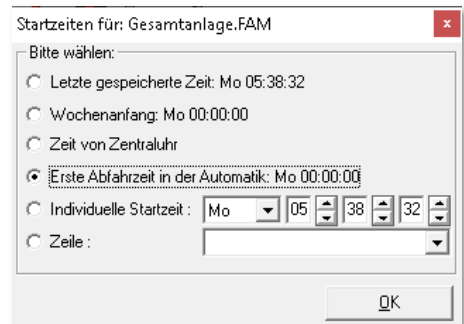 Startzeiten für: Gesamtanlage.FAM x
Bitte wählen:
Letzte gespeicherte Zeit: Mo 05:38:32
Wochenanfang: Mo 00:00:00
Zeit von Zentraluhr
Erste Abfahrzeit in der Automatik: Mo 00:00:00
Individuelle Startzeit : Mo 05 38 32
Zeile :
OK